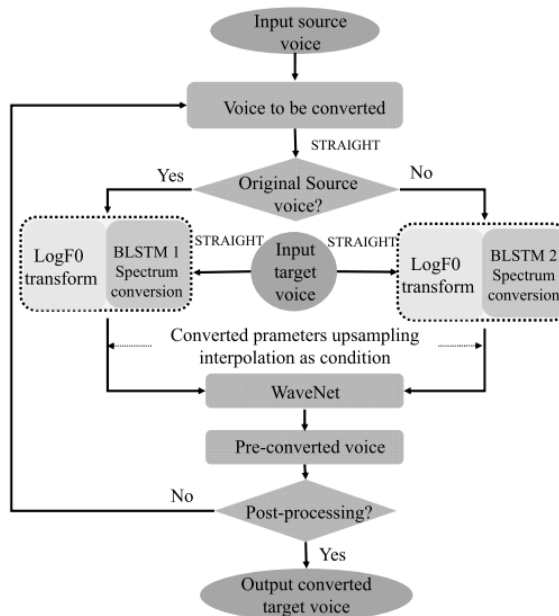 Input source
voice
Voice to be converted
STRAIGHT
Yes
No
Original Source
voice?
LogF0
transform
BLSTM 1
Spectrum
conversion
STRAIGHT
Input
target
voice
STRAIGHT
LogF0
transform
BLSTM 2
Spectrum
conversion
Converted prameters upsampling
interpolation as condition
WaveNet
Pre-converted voice
No
Post-processing?
Yes
Output converted
target voice